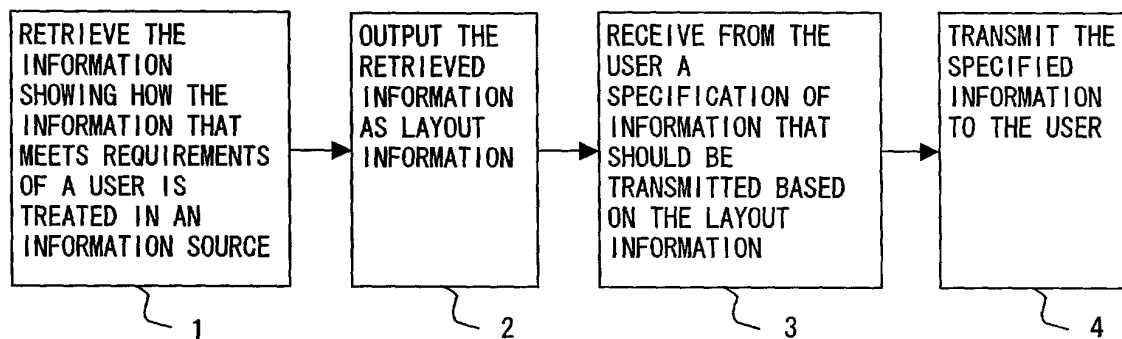 RETRIEVE THE
INFORMATION
SHOWING HOW THE
INFORMATION THAT
MEETS REQUIREMENTS
OF A USER IS
TREATED IN AN
INFORMATION SOURCE
1
OUTPUT THE
RETRIEVED
INFORMATION
AS LAYOUT
INFORMATION
2
RECEIVE FROM THE
USER A
SPECIFICATION OF
INFORMATION THAT
SHOULD BE
TRANSMITTED BASED
ON THE LAYOUT
INFORMATION
3
TRANSMIT THE
SPECIFIED
INFORMATION
TO THE USER
4